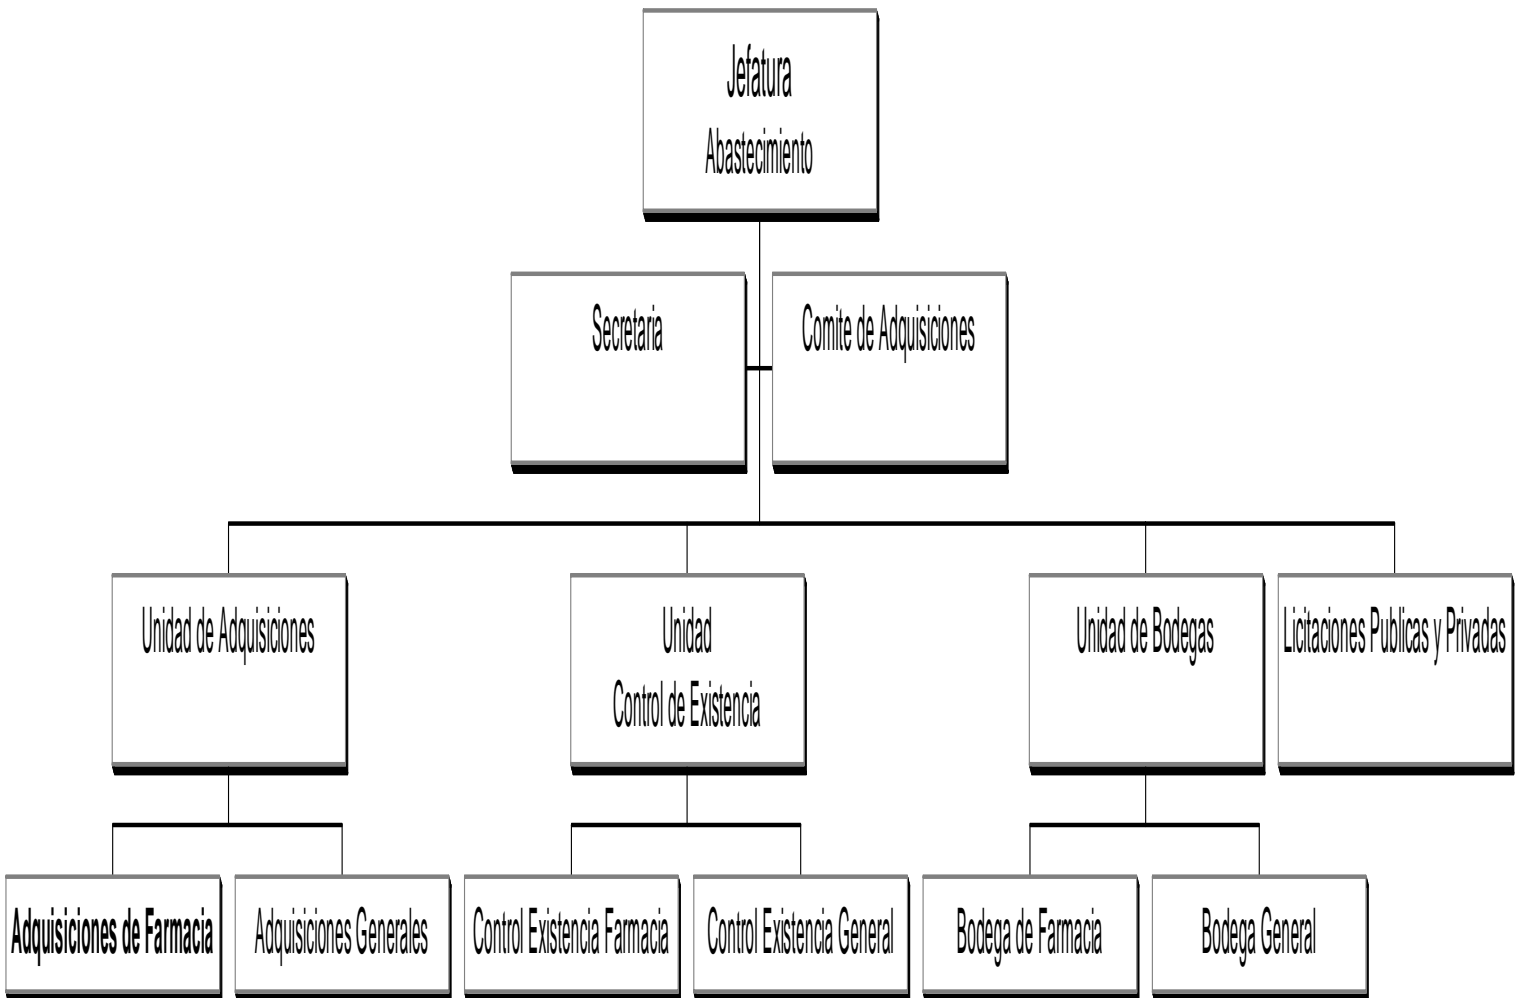 Jefatura
Abastecimiento
Secretaria
Comite de Adquisiciones
Unidad de Adquisiciones
Unidad
Control de Existencia
Unidad de Bodegas
Licitaciones Publicas y Privadas
Adquisiciones de Farmacia
Adquisiciones Generales
Control Existencia Farmacia
Control Existencia General
Bodega de Farmacia
Bodega General